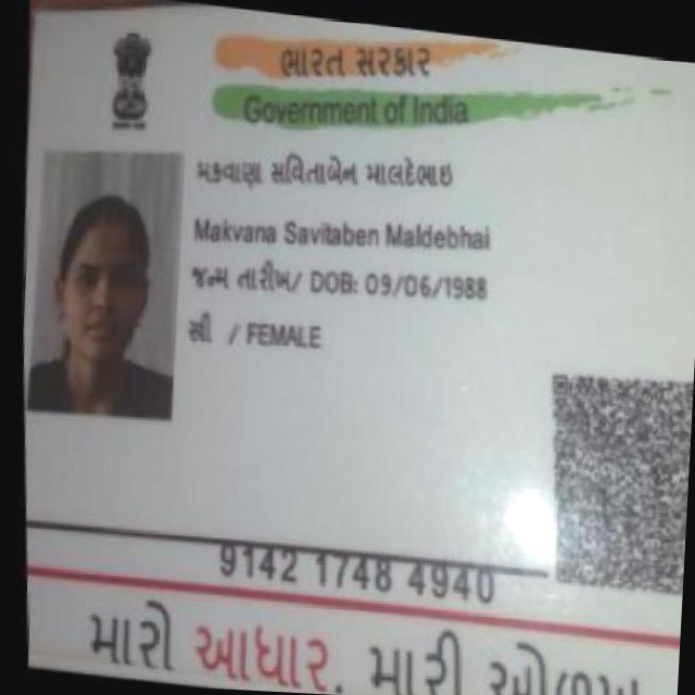 ભારત સરકાર
Government of India
મકવાણા સવિતાબેન માલદેભાઇ
Makvana Savitaben Maldebhai
જન્મ તારીખ/ DOB: 09/06/1988
સ્ત્રી / FEMALE
9142 1748 4940
મારો આધાર, મારી ઓળખ